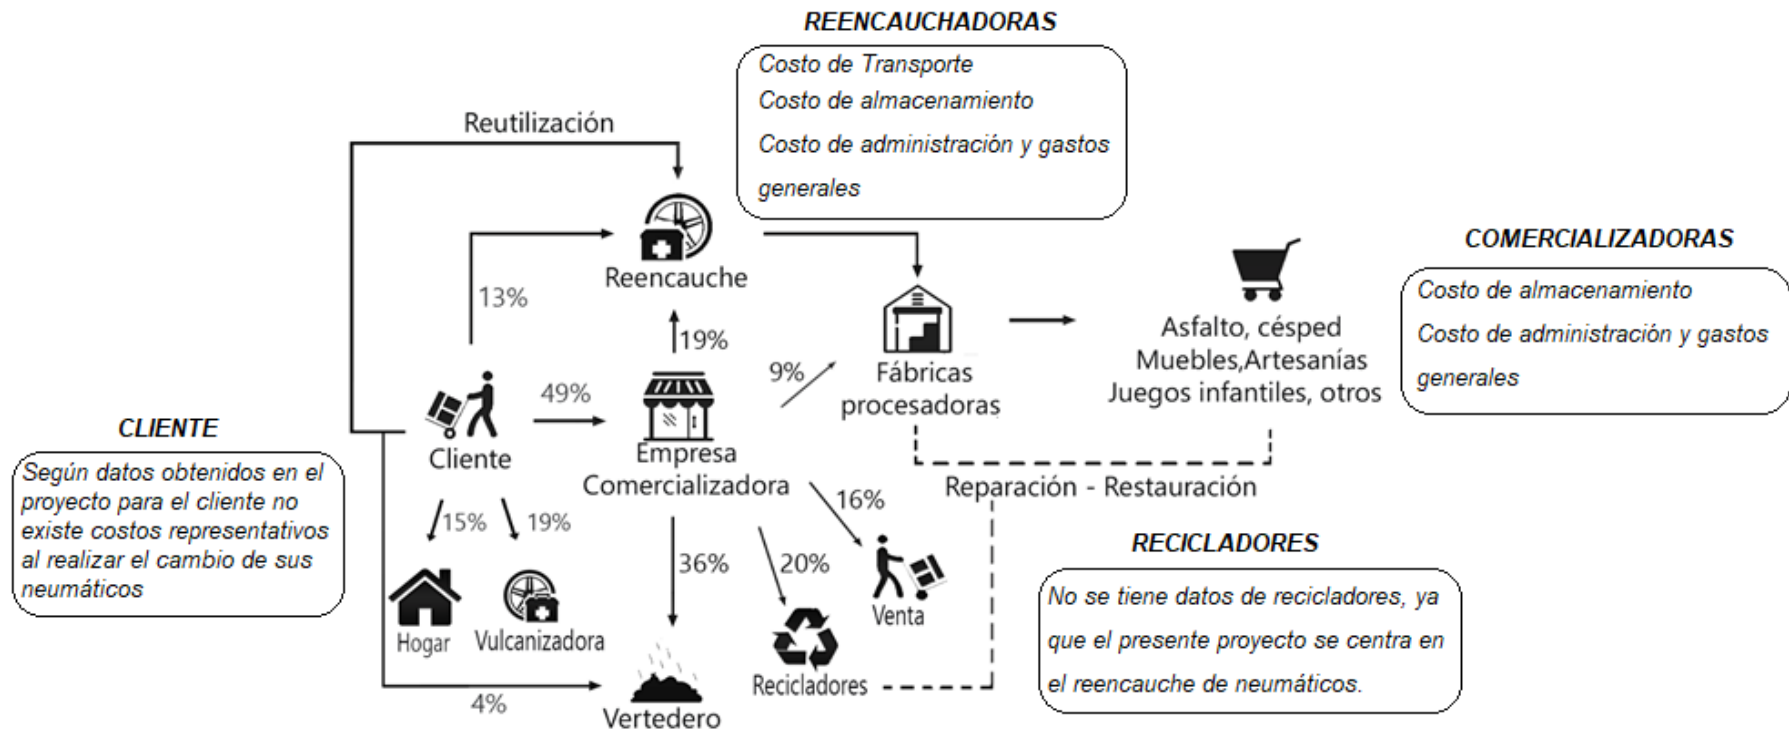 REENCAUCHADORAS
Costo de Transporte
Costo de almacenamiento
Costo de administración y gastos
generales
Reutilización
Reencauche
13%
19%
COMERCIALIZADORAS
Costo de almacenamiento
Costo de administración y gastos
generales
Asfalto, césped
Muebles,Artesanías
Juegos infantiles, otros
9%
Fábricas
procesadoras
49%
CLIENTE
Según datos obtenidos en el
proyecto para el cliente no
existe costos representativos
al realizar el cambio de sus
neumáticos
Cliente
Empresa
Comercializadora
Reparación - Restauración
15%
19%
16%
36%
20%
Venta
Hogar
Vulcanizadora
RECICLADORES
No se tiene datos de recicladores, ya
que el presente proyecto se centra en
el reencauche de neumáticos.
Recicladores
4%
Vertedero